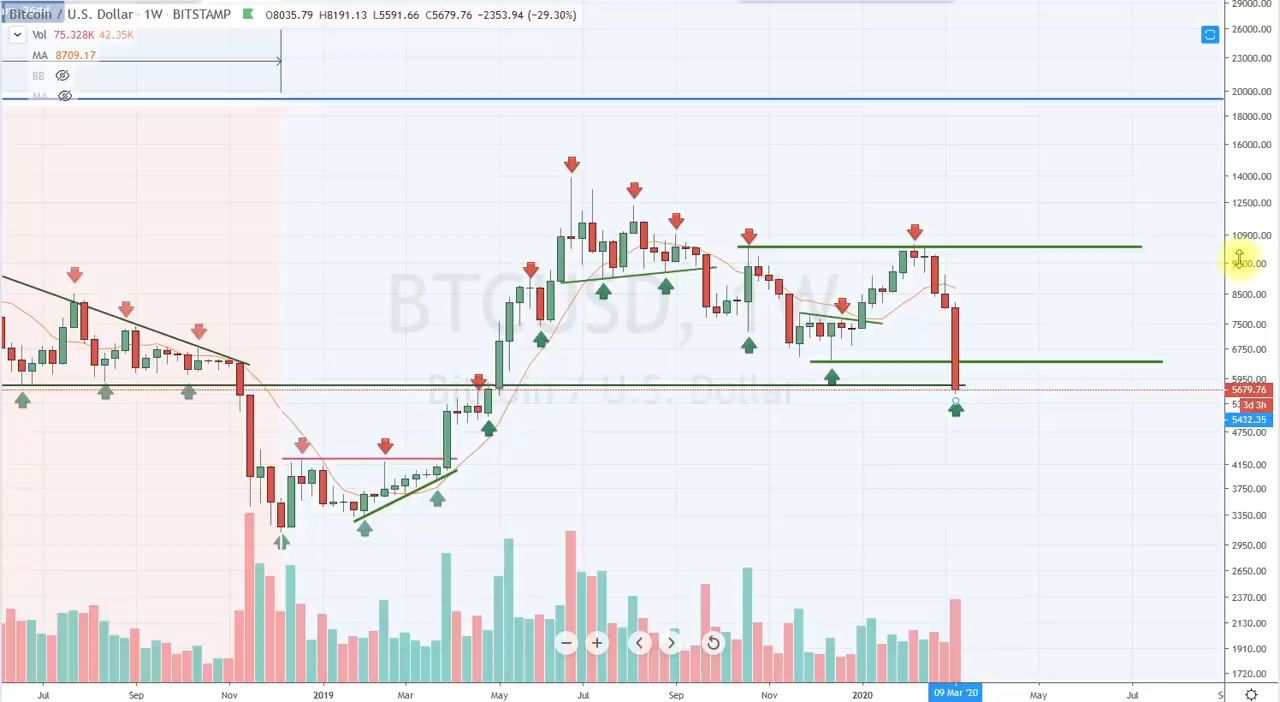 Bitcoin / U.S. Dollar · 1W · BITSTAMP O8035.79 H8191.13 L5591.66 C5679.76 −2353.94 (−29.30%)
Vol 75.328K 42.35K
MA 8709.17
BB
MA
BTCUSD, 1W
Bitcoin / U.S. Dollar
29000.00
26000.00
23000.00
20000.00
18000.00
16000.00
14000.00
12500.00
10900.00
8500.00
7500.00
6750.00
5950.00
5679.76
3d 3h
5432.35
4750.00
4150.00
3750.00
3350.00
2950.00
2650.00
2370.00
2130.00
1910.00
1720.00
Jul Sep Nov 2019 Mar May Jul Sep Nov 2020 09 Mar '20 May Jul